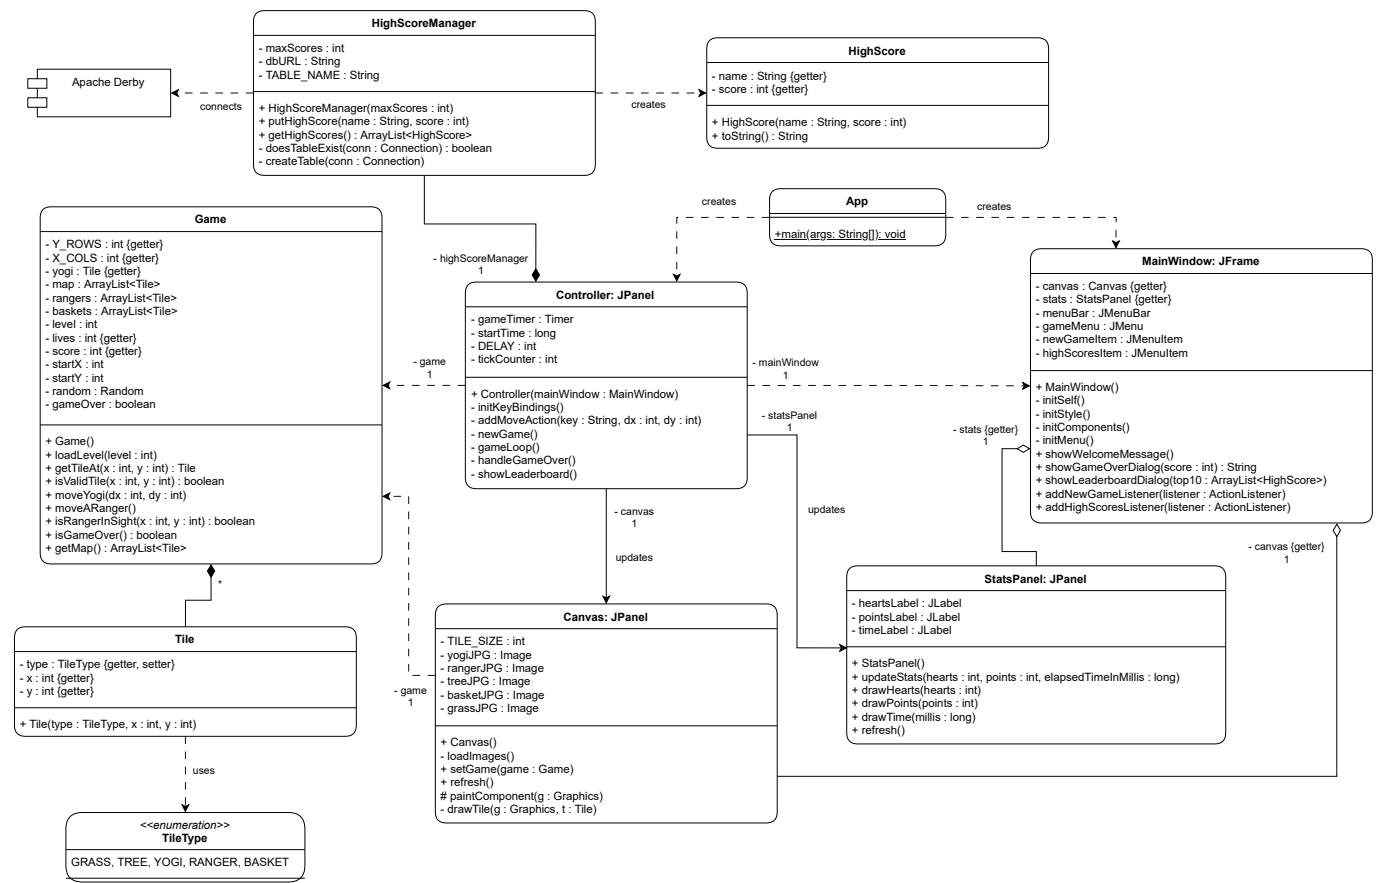 HighScoreManager
- maxScores : int
- dbURL : String
- TABLE_NAME : String
+ HighScoreManager(maxScores : int)
+ putHighScore(name : String, score : int)
+ getHighScores() : ArrayList<HighScore>
- doesTableExist(conn : Connection) : boolean
- createTable(conn : Connection)
Apache Derby
connects
creates
HighScore
- name : String {getter}
- score : int {getter}
+ HighScore(name : String, score : int)
+ toString() : String
App
+main(args: String[]): void
creates
creates
Game
- Y_ROWS : int {getter}
- X_COLS : int {getter}
- yogi : Tile {getter}
- map : ArrayList<Tile>
- rangers : ArrayList<Tile>
- baskets : ArrayList<Tile>
- level : int
- lives : int {getter}
- score : int {getter}
- startX : int
- startY : int
- random : Random
- gameOver : boolean
+ Game()
+ loadLevel(level : int)
+ getTileAt(x : int, y : int) : Tile
+ isValidTile(x : int, y : int) : boolean
+ moveYogi(dx : int, dy : int)
+ moveARanger()
+ isRangerInSight(x : int, y : int) : boolean
+ isGameOver() : boolean
+ getMap() : ArrayList<Tile>
- highScoreManager
1
Controller: JPanel
- gameTimer : Timer
- startTime : long
- DELAY : int
- tickCounter : int
+ Controller(mainWindow : MainWindow)
- initKeyBindings()
- addMoveAction(key : String, dx : int, dy : int)
- newGame()
- gameLoop()
- handleGameOver()
- showLeaderboard()
- game
1
- mainWindow
1
- statsPanel
1
updates
- canvas
1
updates
MainWindow: JFrame
- canvas : Canvas {getter}
- stats : StatsPanel {getter}
- menuBar : JMenuBar
- gameMenu : JMenu
- newGameItem : JMenuItem
- highScoresItem : JMenuItem
+ MainWindow()
- initSelf()
- initStyle()
- initComponents()
- initMenu()
+ showWelcomeMessage()
+ showGameOverDialog(score : int) : String
+ showLeaderboardDialog(top10 : ArrayList<HighScore>)
+ addNewGameListener(listener : ActionListener)
+ addHighScoresListener(listener : ActionListener)
- stats {getter}
1
- canvas {getter}
1
StatsPanel: JPanel
- heartsLabel : JLabel
- pointsLabel : JLabel
- timeLabel : JLabel
+ StatsPanel()
+ updateStats(hearts : int, points : int, elapsedTimeInMillis : long)
+ drawHearts(hearts : int)
+ drawPoints(points : int)
+ drawTime(millis : long)
+ refresh()
*
Tile
- type : TileType {getter, setter}
- x : int {getter}
- y : int {getter}
+ Tile(type : TileType, x : int, y : int)
uses
- game
1
Canvas: JPanel
- TILE_SIZE : int
- yogiJPG : Image
- rangerJPG : Image
- treeJPG : Image
- basketJPG : Image
- grassJPG : Image
+ Canvas()
- loadImages()
+ setGame(game : Game)
+ refresh()
# paintComponent(g : Graphics)
- drawTile(g : Graphics, t : Tile)
<<enumeration>>
TileType
GRASS, TREE, YOGI, RANGER, BASKET